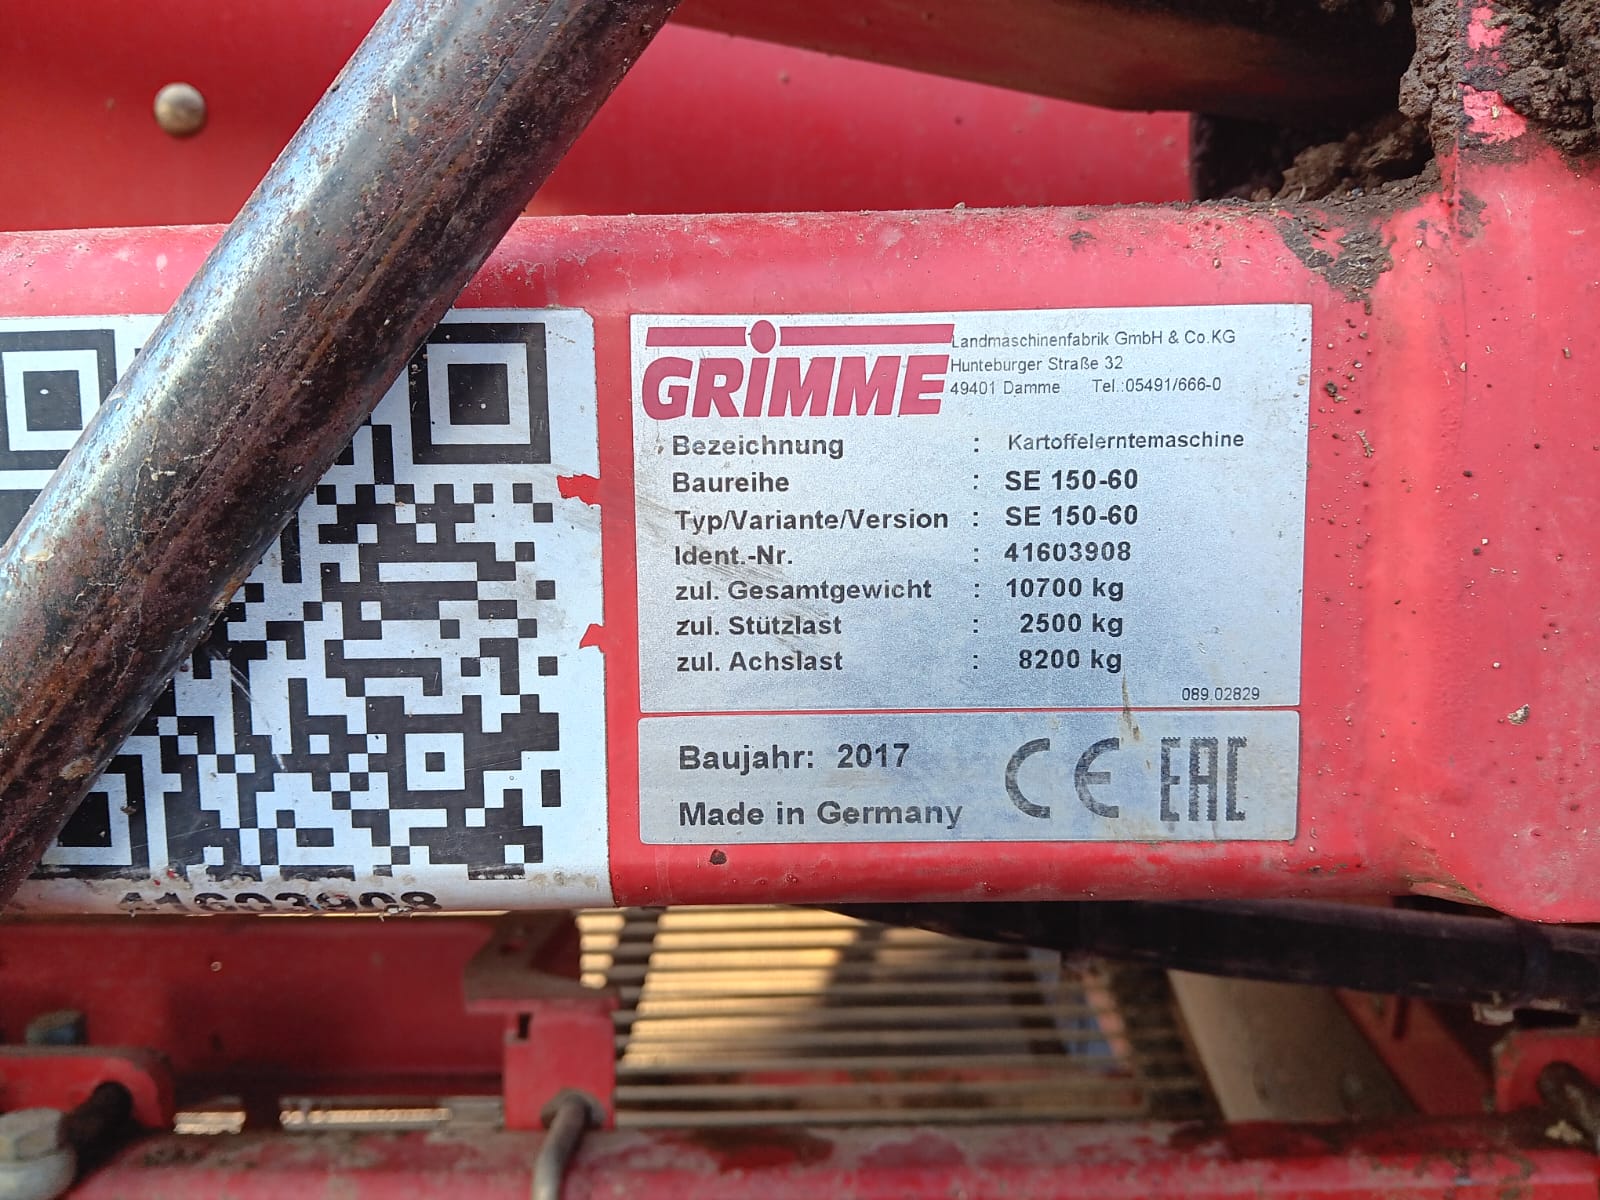 GRIMME
Landmaschinenfabrik GmbH & Co.KG
Hunteburger Straße 32
49401 Damme Tel.:05491/666-0
Bezeichnung : Kartoffelerntemaschine
Baureihe : SE 150-60
Typ/Variante/Version : SE 150-60
Ident.-Nr. : 41603908
zul. Gesamtgewicht : 10700 kg
zul. Stützlast : 2500 kg
zul. Achslast : 8200 kg
089.02829
Baujahr: 2017
Made in Germany
CE EAC
41603908